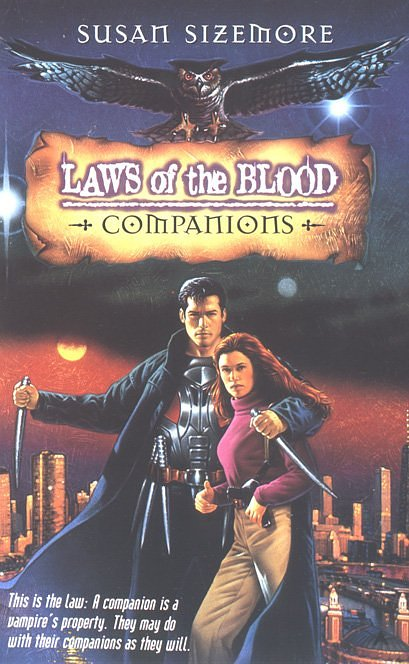 SUSAN SIZEMORE
LAWS of the BLOOD
COMPANIONS
This is the law: A companion is a
vampire's property. They may do
with their companions as they will.